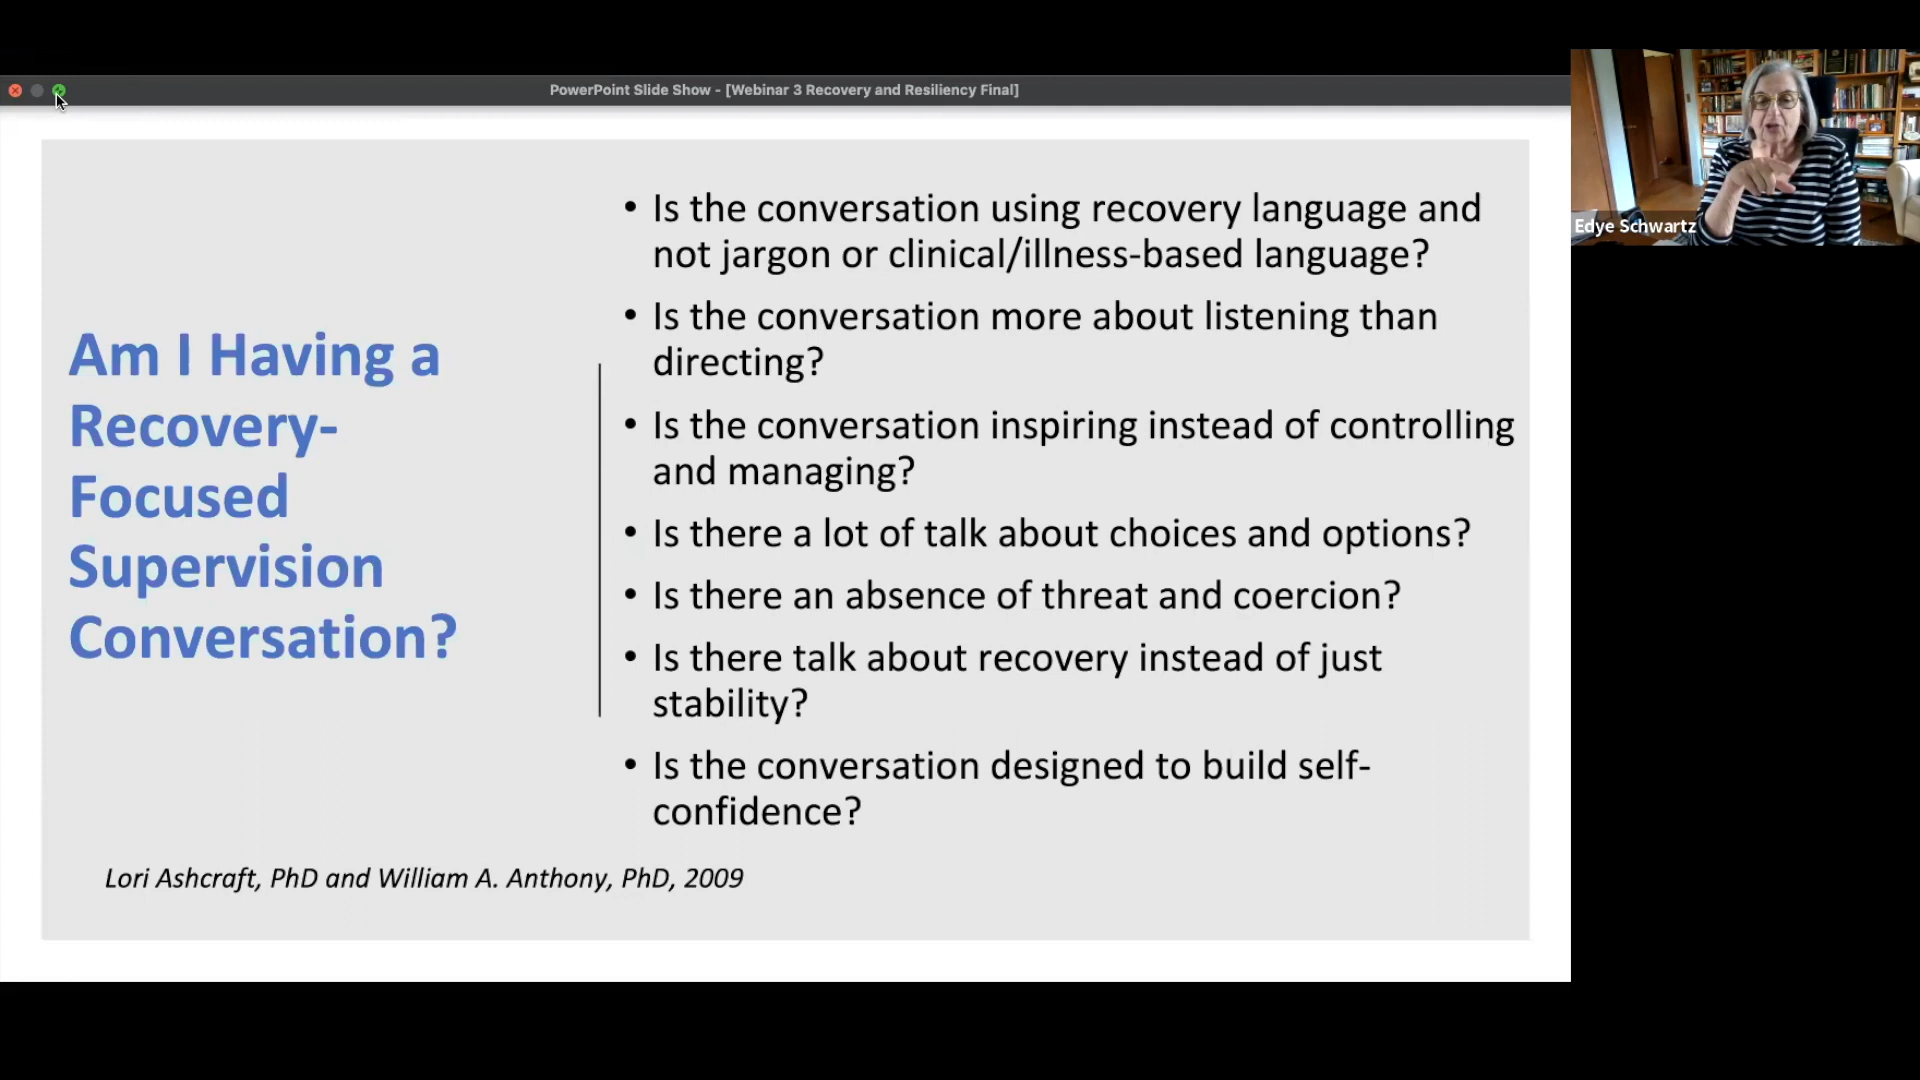 PowerPoint Slide Show - [Webinar 3 Recovery and Resiliency Final]
Am I Having a
Recovery-
Focused
Supervision
Conversation?
• Is the conversation using recovery language and
not jargon or clinical/illness-based language?
• Is the conversation more about listening than
directing?
• Is the conversation inspiring instead of controlling
and managing?
• Is there a lot of talk about choices and options?
• Is there an absence of threat and coercion?
• Is there talk about recovery instead of just
stability?
• Is the conversation designed to build self-
confidence?
Lori Ashcraft, PhD and William A. Anthony, PhD, 2009
Edye Schwartz